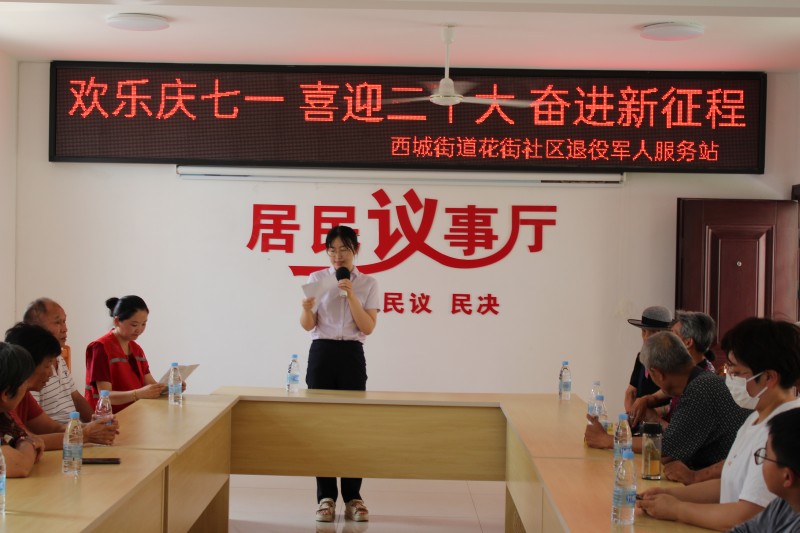 欢乐庆七一 喜迎二十大 奋进新征程
西城街道花街社区退役军人服务站
居民议事厅
民议 民决